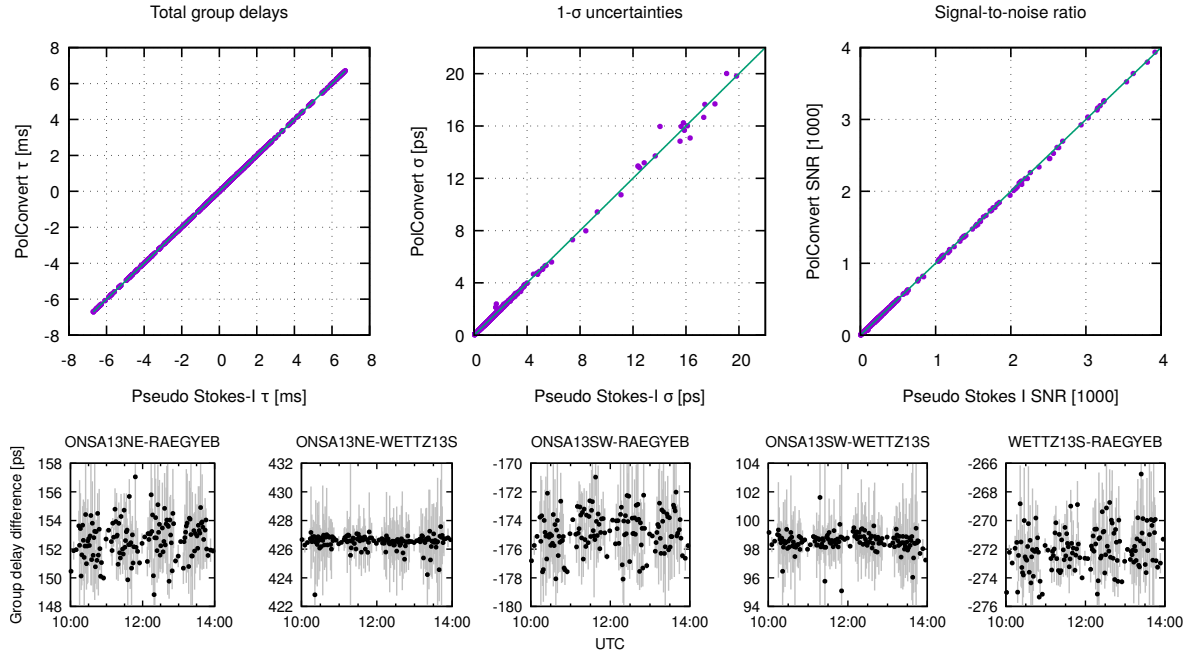 Total group delays
1-σ uncertainties
Signal-to-noise ratio
PolConvert τ [ms]
8
6
4
2
0
-2
-4
-6
-8
-8 -6 -4 -2 0 2 4 6 8
Pseudo Stokes-I τ [ms]
PolConvert σ [ps]
20
16
12
8
4
0
0 4 8 12 16 20
Pseudo Stokes-I σ [ps]
PolConvert SNR [1000]
4
3
2
1
0
0 1 2 3 4
Pseudo Stokes I SNR [1000]
Group delay difference [ps]
ONSA13NE-RAEGYEB
158
156
154
152
150
148
10:00 12:00 14:00
ONSA13NE-WETTZ13S
432
430
428
426
424
422
10:00 12:00 14:00
ONSA13SW-RAEGYEB
-170
-172
-174
-176
-178
-180
10:00 12:00 14:00
ONSA13SW-WETTZ13S
104
102
100
98
96
94
10:00 12:00 14:00
WETTZ13S-RAEGYEB
-266
-268
-270
-272
-274
-276
10:00 12:00 14:00
UTC